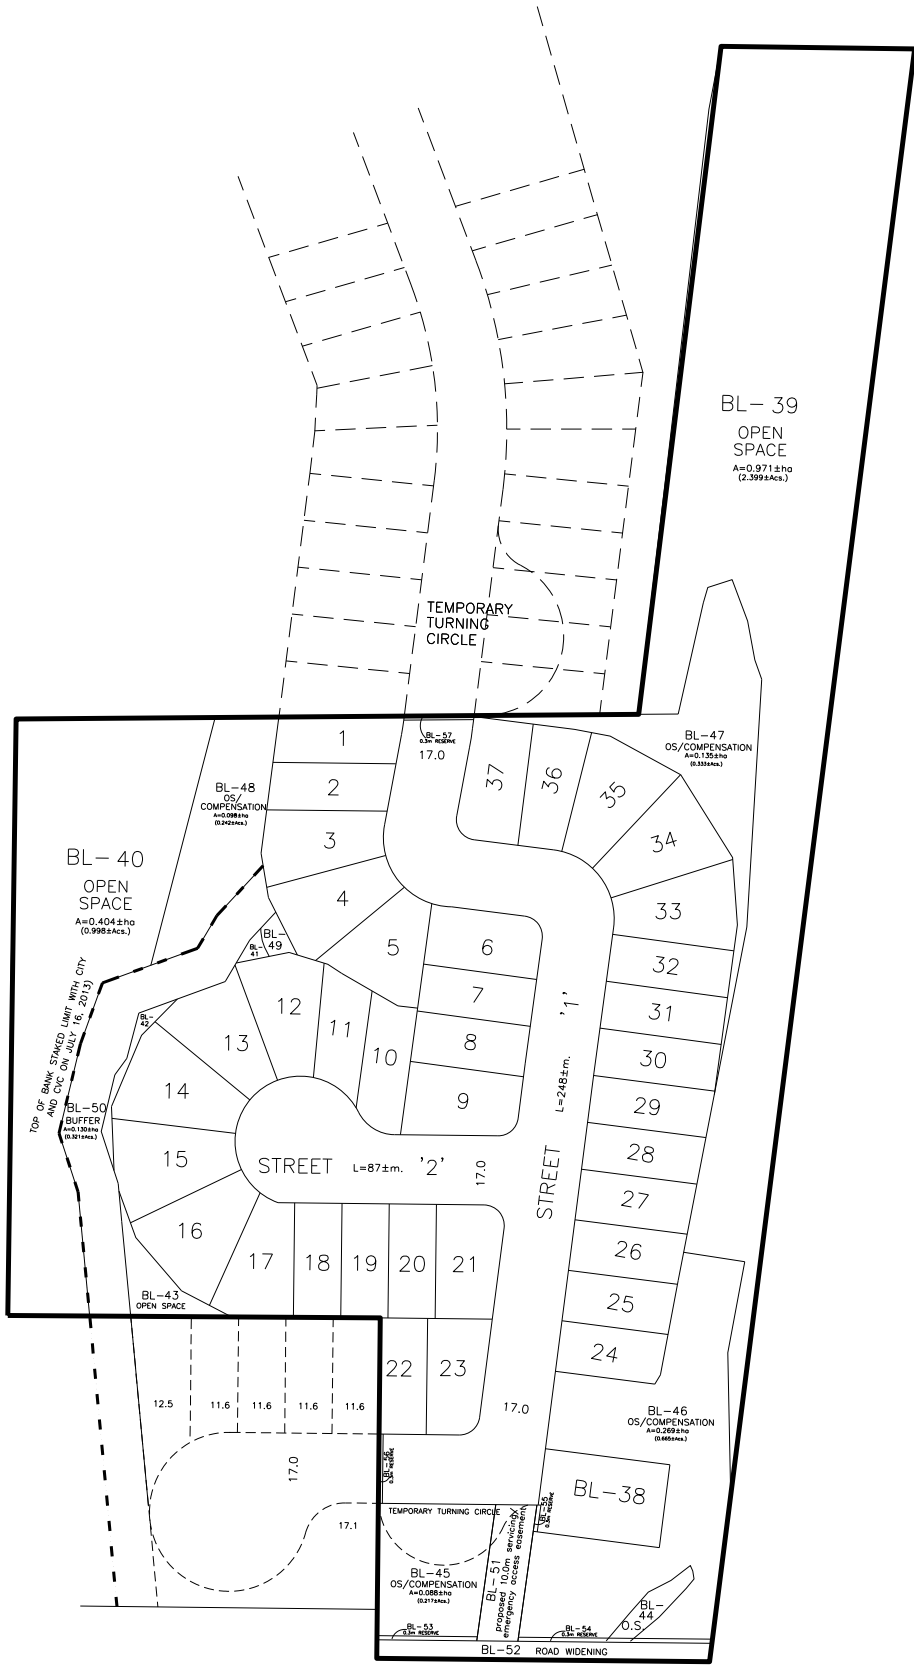 BL- 39
OPEN
SPACE
A=0.971±ha
(2.399±Acs.)
TEMPORARY
TURNING
CIRCLE
BL-57
0.3m RESERVE
17.0
1
2
3
4
5
6
7
8
9
10
11
12
13
14
15
16
17
18
19
20
21
22
23
24
25
26
27
28
29
30
31
32
33
34
35
36
37
BL-47
OS/COMPENSATION
A=0.135±ha
(0.333±Acs.)
BL-48
OS/
COMPENSATION
A=0.098±ha
(0.242±Acs.)
BL- 40
OPEN
SPACE
A=0.404±ha
(0.998±Acs.)
BL-
49
BL-
41
BL-
42
TOP OF BANK STAKED LIMIT WITH CITY
AND CVC ON JULY 16, 2013)
BL-50
BUFFER
A=0.130±ha
(0.321±Acs.)
STREET L=87±m. '2' 17.0
STREET L=248±m. '1'
BL-43
OPEN SPACE
12.5
11.6
11.6
11.6
11.6
17.0
17.1
17.0
BL-56
0.3m RESERVE
BL-46
OS/COMPENSATION
A=0.269±ha
(0.665±Acs.)
BL-38
BL-55
0.3m RESERVE
TEMPORARY TURNING CIRCLE
BL-51
proposed 10.0m servicing/
emergency access easement
BL-45
OS/COMPENSATION
A=0.088±ha
(0.217±Acs.)
BL-
44
O.S.
BL-53
0.3m RESERVE
BL-54
0.3m RESERVE
BL-52 ROAD WIDENING